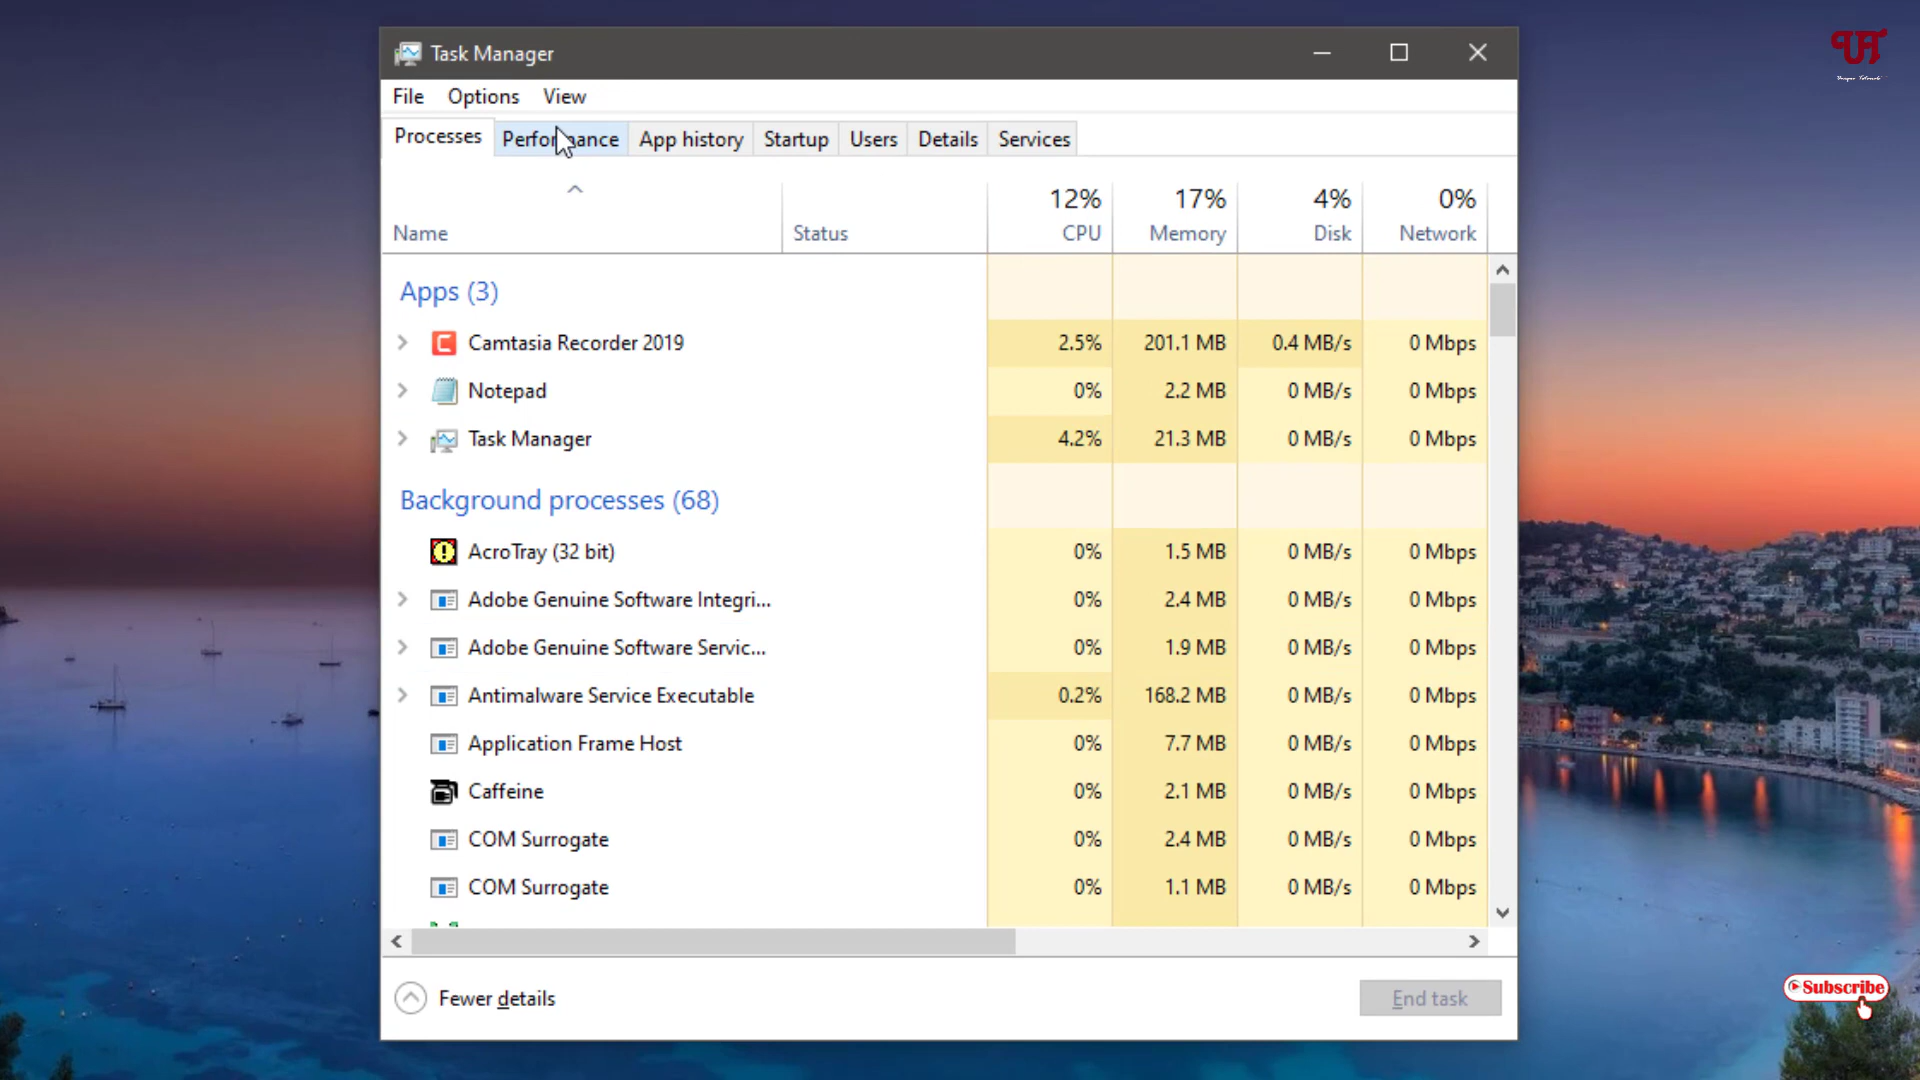 Task Manager
File Options View
Processes Performance App history Startup Users Details Services
12% 17% 4% 0%
Name Status CPU Memory Disk Network
Apps (3)
Camtasia Recorder 2019 2.5% 201.1 MB 0.4 MB/s 0 Mbps
Notepad 0% 2.2 MB 0 MB/s 0 Mbps
Task Manager 4.2% 21.3 MB 0 MB/s 0 Mbps
Background processes (68)
AcroTray (32 bit) 0% 1.5 MB 0 MB/s 0 Mbps
Adobe Genuine Software Integri... 0% 2.4 MB 0 MB/s 0 Mbps
Adobe Genuine Software Servic... 0% 1.9 MB 0 MB/s 0 Mbps
Antimalware Service Executable 0.2% 168.2 MB 0 MB/s 0 Mbps
Application Frame Host 0% 7.7 MB 0 MB/s 0 Mbps
Caffeine 0% 2.1 MB 0 MB/s 0 Mbps
COM Surrogate 0% 2.4 MB 0 MB/s 0 Mbps
COM Surrogate 0% 1.1 MB 0 MB/s 0 Mbps
Fewer details End task
Subscribe